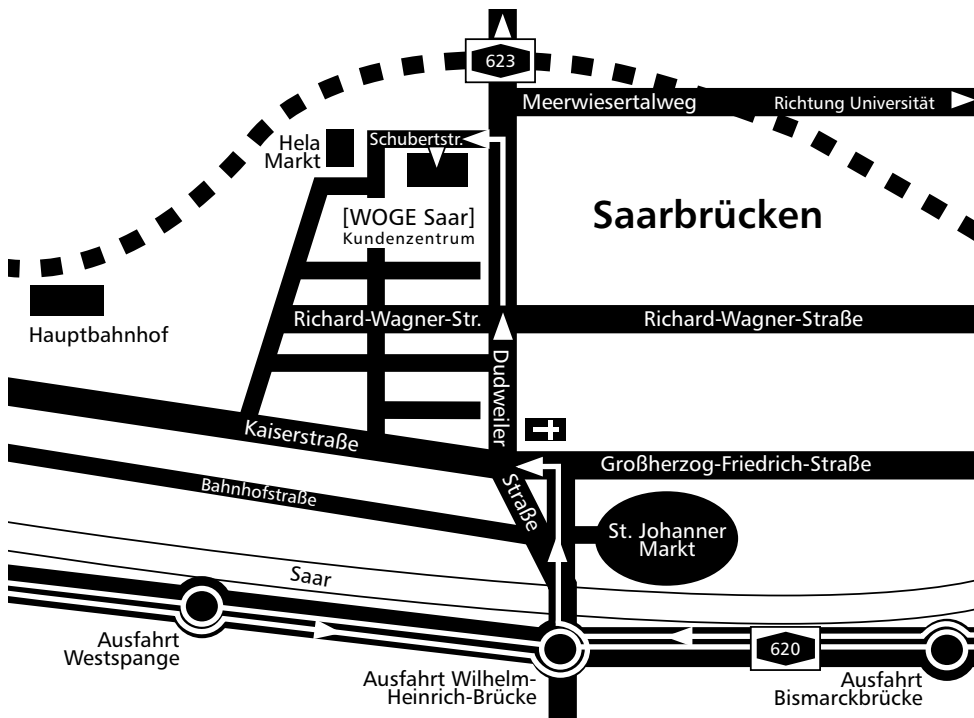 623
Meerwiesertalweg
Richtung Universität
Hela
Markt
Schubertstr.
[WOGE Saar]
Kundenzentrum
Saarbrücken
Hauptbahnhof
Richard-Wagner-Str.
Richard-Wagner-Straße
Dudweiler
Straße
Kaiserstraße
Großherzog-Friedrich-Straße
Bahnhofstraße
St. Johanner
Markt
Saar
Ausfahrt
Westspange
620
Ausfahrt Wilhelm-
Heinrich-Brücke
Ausfahrt
Bismarckbrücke